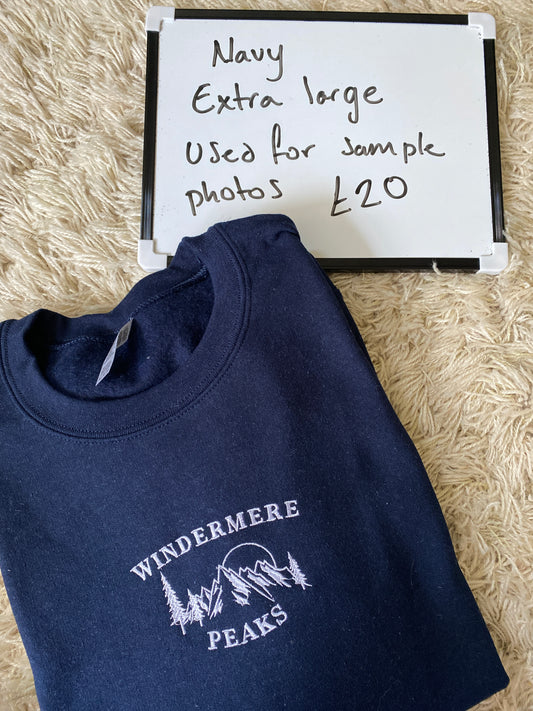 Navy
Extra large
Used for sample
photos £20
WINDERMERE
PEAKS